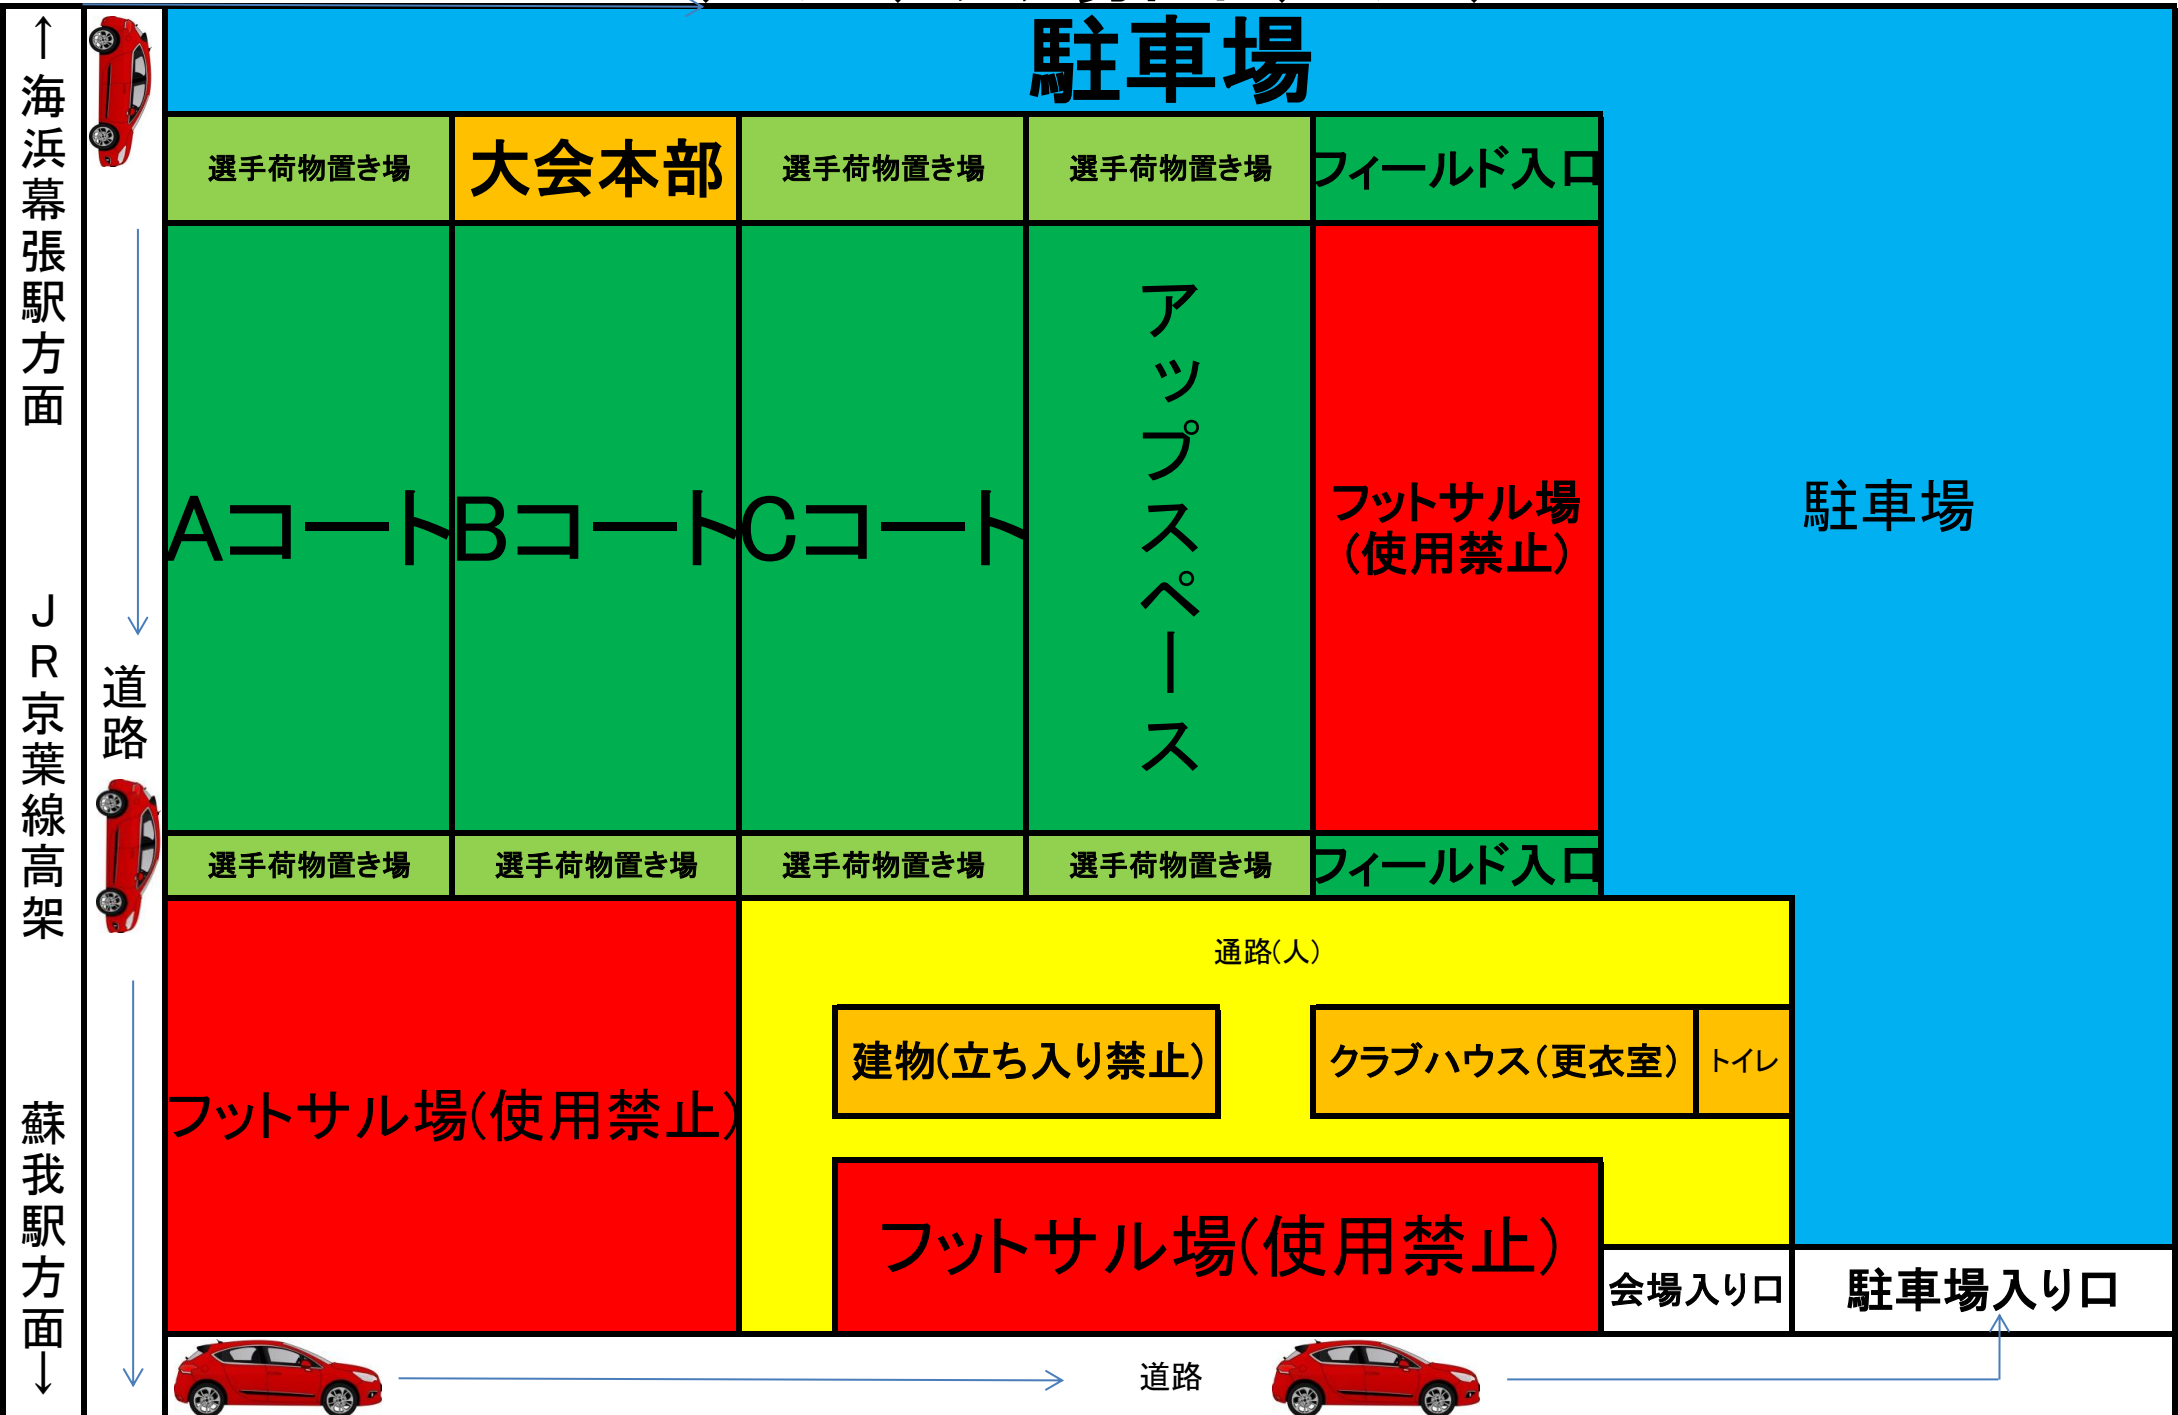 駐車場
↑海浜幕張駅方面
JR京葉線高架
蘇我駅方面↓
道路
選手荷物置き場
大会本部
選手荷物置き場
選手荷物置き場
フィールド入口
Aコート
Bコート
Cコート
アップスペース
フットサル場
(使用禁止)
駐車場
選手荷物置き場
選手荷物置き場
選手荷物置き場
選手荷物置き場
フィールド入口
通路(人)
建物(立ち入り禁止)
クラブハウス(更衣室)
トイレ
フットサル場(使用禁止)
フットサル場(使用禁止)
会場入り口
駐車場入り口
道路